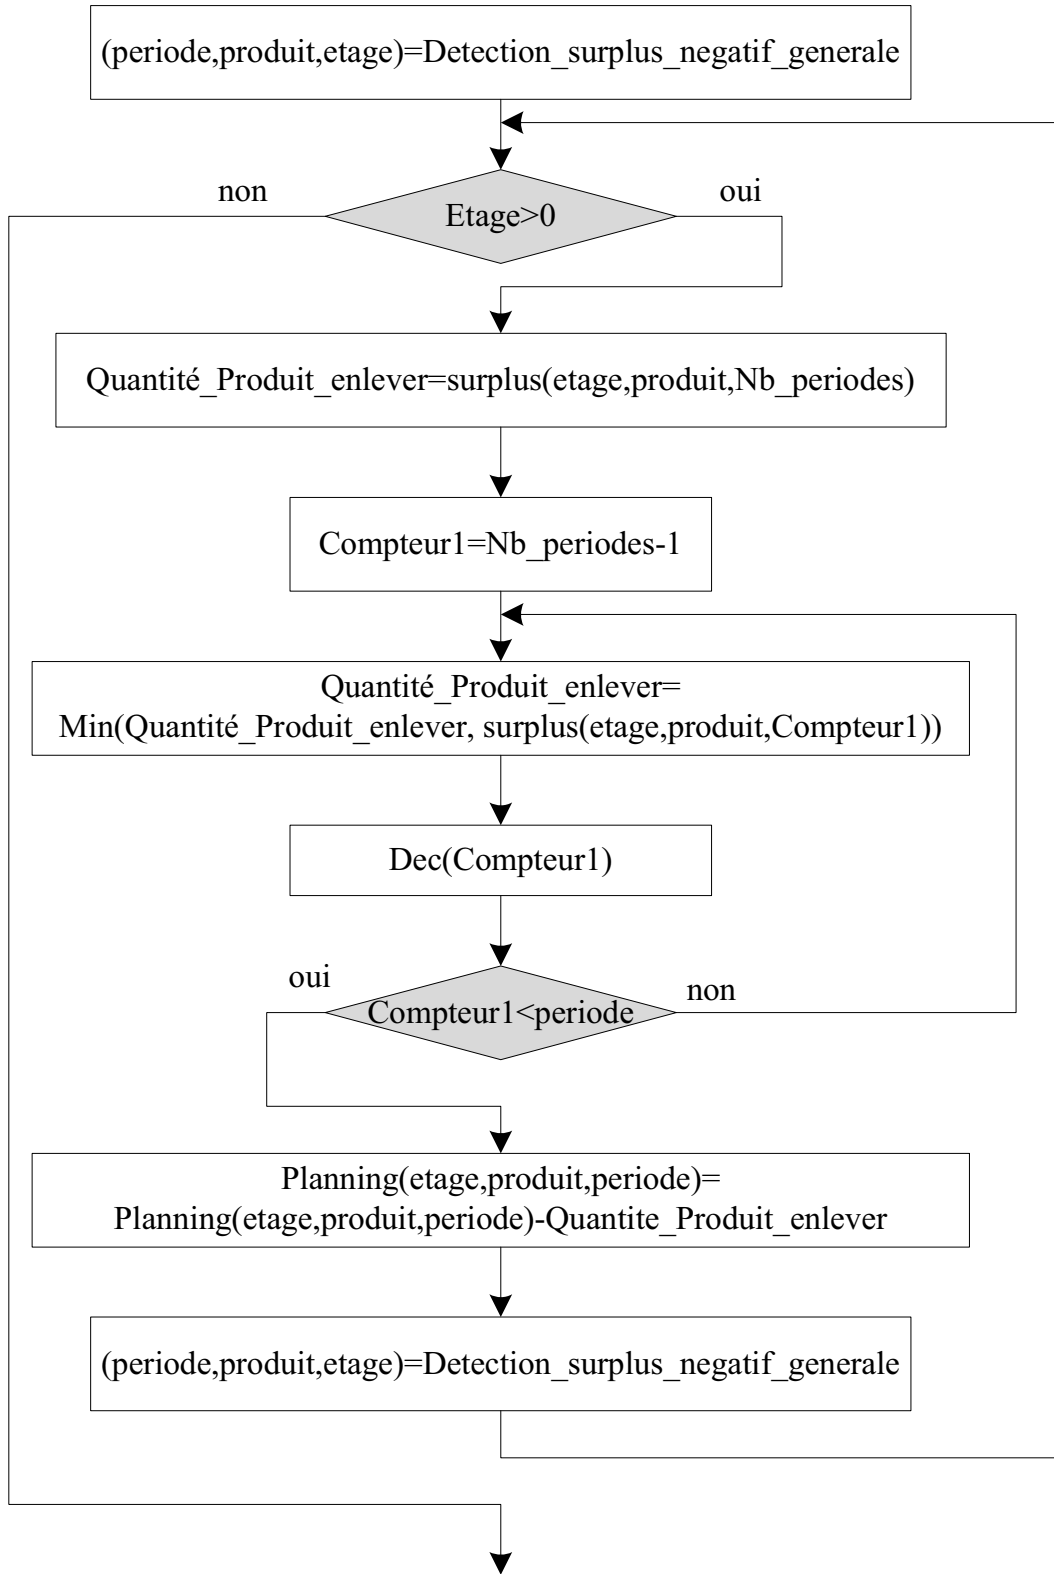 (periode,produit,etage)=Detection_surplus_negatif_generale
non
oui
Etage>0
Quantité_Produit_enlever=surplus(etage,produit,Nb_periodes)
Compteur1=Nb_periodes-1
Quantité_Produit_enlever=
Min(Quantité_Produit_enlever, surplus(etage,produit,Compteur1))
Dec(Compteur1)
oui
non
Compteur1<periode
Planning(etage,produit,periode)=
Planning(etage,produit,periode)-Quantite_Produit_enlever
(periode,produit,etage)=Detection_surplus_negatif_generale